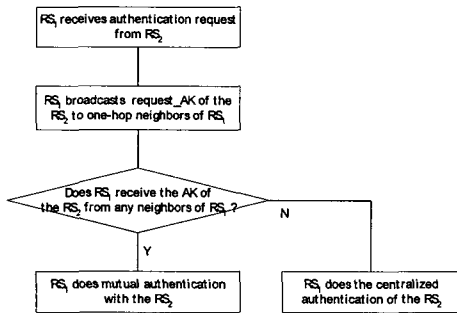 RS₁ receives authentication request
from RS₂
RS₁ broadcasts request_AK of the
RS₂ to one-hop neighbors of RS₁
Does RS₁ receive the AK of
the RS₂ from any neighbors of RS₁ ?
N
Y
RS₁ does mutual authentication
with the RS₂
RS₁ does the centralized
authentication of the RS₂